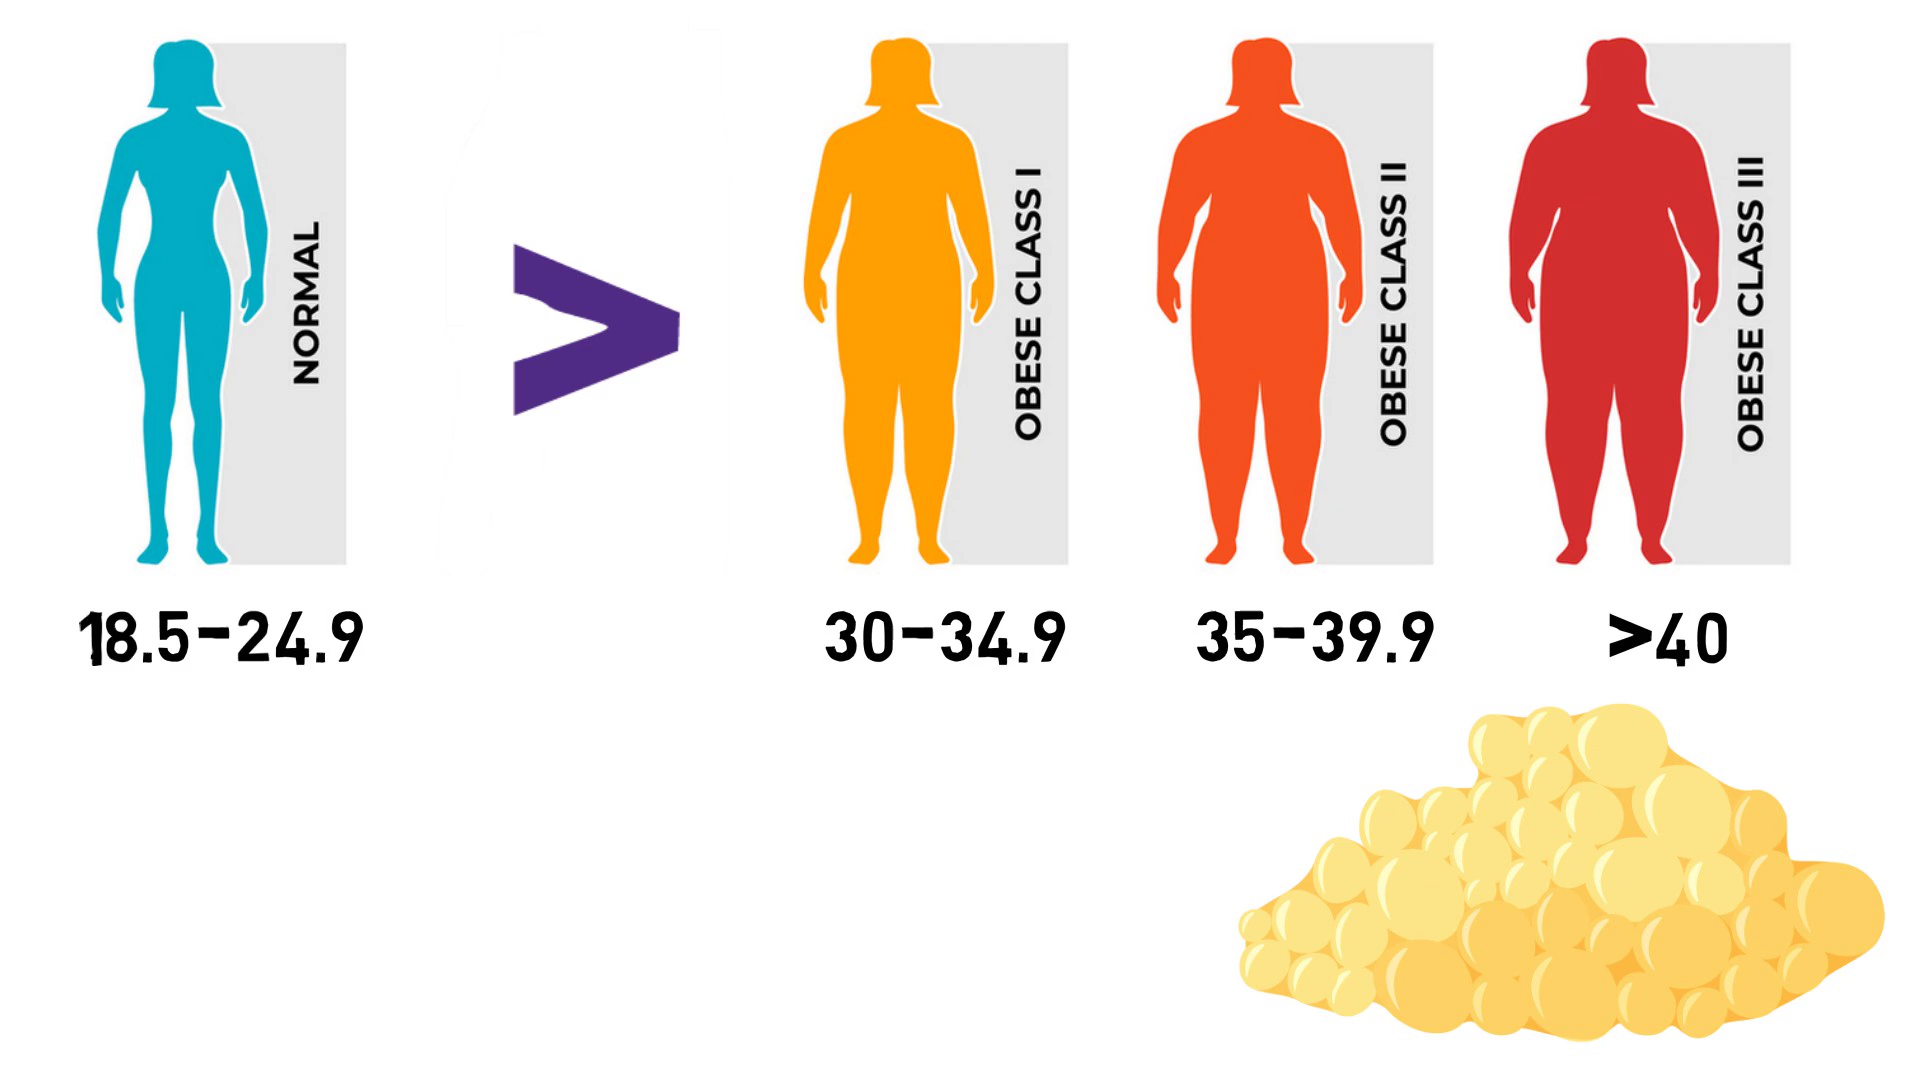 NORMAL
>
OBESE CLASS I
OBESE CLASS II
OBESE CLASS III
18.5-24.9
30-34.9
35-39.9
>40